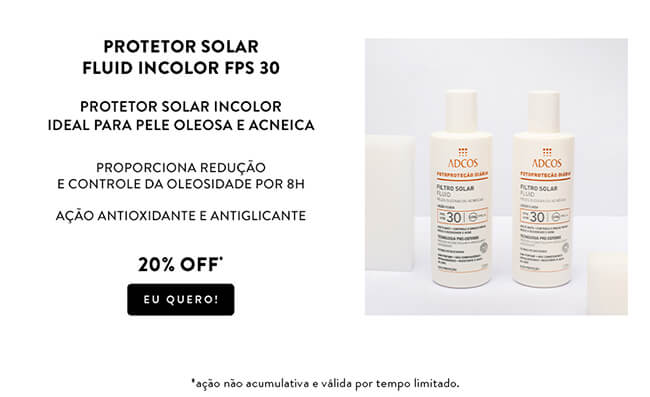 PROTETOR SOLAR
FLUID INCOLOR FPS 30
PROTETOR SOLAR INCOLOR
IDEAL PARA PELE OLEOSA E ACNEICA
PROPORCIONA REDUÇÃO
E CONTROLE DA OLEOSIDADE POR 8H
AÇÃO ANTIOXIDANTE E ANTIGLICANTE
20% OFF*
EU QUERO!
ADCOS
FOTOPROTEÇÃO DIÁRIA
FILTRO SOLAR
FLUID
30
ADCOS
FOTOPROTEÇÃO DIÁRIA
FILTRO SOLAR
FLUID
30
*ação não acumulativa e válida por tempo limitado.